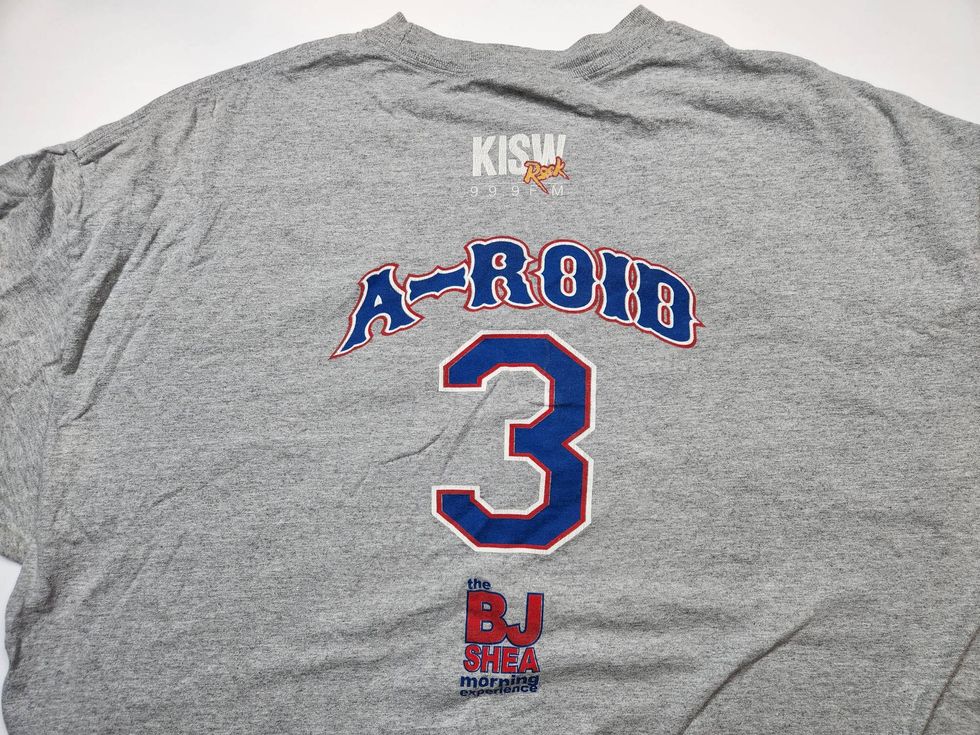 KISW
Rock
99.9 FM
A-ROID
3
the
BJ
SHEA
morning
experience